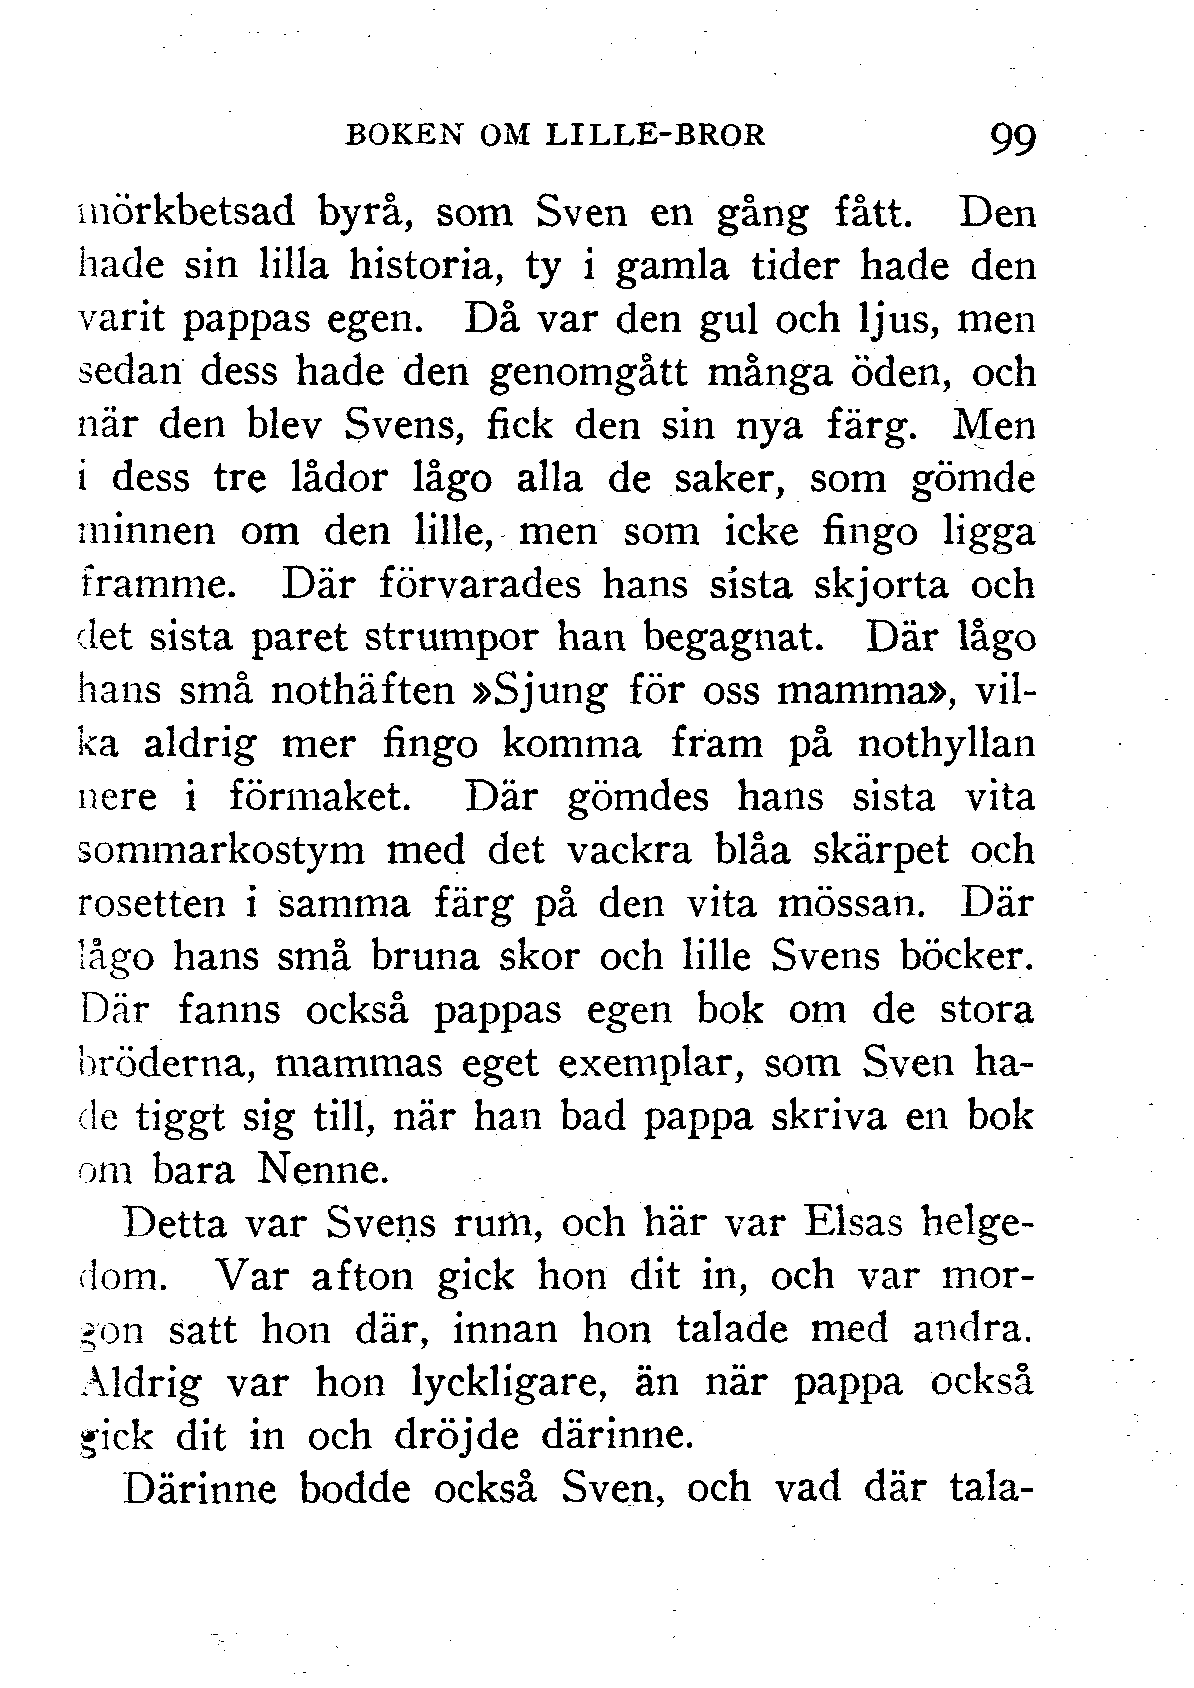 BOKEN OM LILLE-BROR 99
mörkbetsad byrå, som Sven en gång fått. Den
hade sin lilla historia, ty i gamla tider hade den
varit pappas egen. Då var den gul och ljus, men
sedan dess hade den genomgått många öden, och
när den blev Svens, fick den sin nya färg. Men
i dess tre lådor lågo alla de saker, som gömde
minnen om den lille, men som icke fingo ligga
framme. Där förvarades hans sista skjorta och
det sista paret strumpor han begagnat. Där lågo
hans små nothäften »Sjung för oss mamma», vil-
ka aldrig mer fingo komma fram på nothyllan
nere i förmaket. Där gömdes hans sista vita
sommarkostym med det vackra blåa skärpet och
rosetten i samma färg på den vita mössan. Där
lågo hans små bruna skor och lille Svens böcker.
Där fanns också pappas egen bok om de stora
bröderna, mammas eget exemplar, som Sven ha-
de tiggt sig till, när han bad pappa skriva en bok
om bara Nenne.
Detta var Svens rum, och här var Elsas helge-
dom. Var afton gick hon dit in, och var mor-
gon satt hon där, innan hon talade med andra.
Aldrig var hon lyckligare, än när pappa också
gick dit in och dröjde därinne.
Därinne bodde också Sven, och vad där tala-